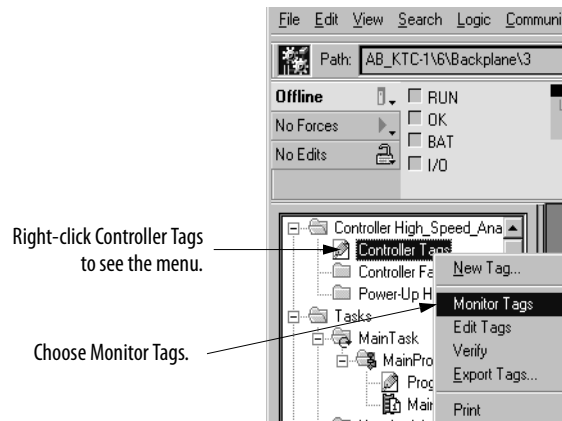 File Edit View Search Logic Communi
Path: AB_KTC-1\6\Backplane\3
Offline
RUN
No Forces
OK
BAT
No Edits
I/O
Controller High_Speed_Ana
Right-click Controller Tags
to see the menu.
Controller Tags
Controller Fa
New Tag...
Power-Up H
Monitor Tags
Tasks
Edit Tags
MainTask
Choose Monitor Tags.
Verify
MainPro
Export Tags...
Prog
Main
Print